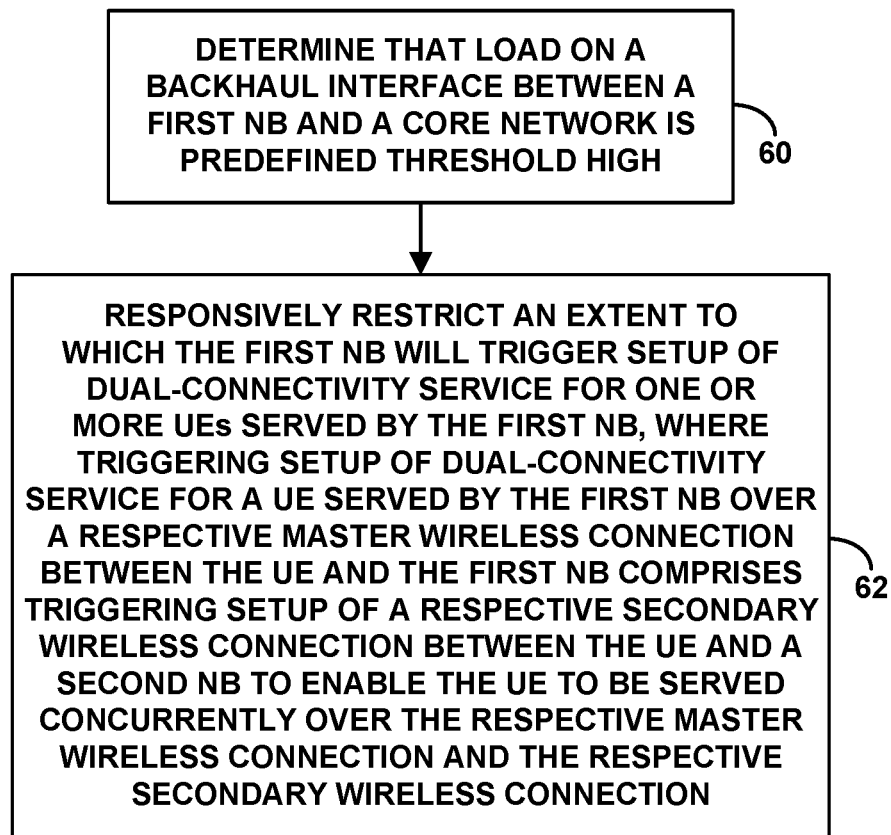 DETERMINE THAT LOAD ON A
BACKHAUL INTERFACE BETWEEN A
FIRST NB AND A CORE NETWORK IS
PREDEFINED THRESHOLD HIGH
60
RESPONSIVELY RESTRICT AN EXTENT TO
WHICH THE FIRST NB WILL TRIGGER SETUP OF
DUAL-CONNECTIVITY SERVICE FOR ONE OR
MORE UEs SERVED BY THE FIRST NB, WHERE
TRIGGERING SETUP OF DUAL-CONNECTIVITY
SERVICE FOR A UE SERVED BY THE FIRST NB OVER
A RESPECTIVE MASTER WIRELESS CONNECTION
BETWEEN THE UE AND THE FIRST NB COMPRISES
TRIGGERING SETUP OF A RESPECTIVE SECONDARY
WIRELESS CONNECTION BETWEEN THE UE AND A
SECOND NB TO ENABLE THE UE TO BE SERVED
CONCURRENTLY OVER THE RESPECTIVE MASTER
WIRELESS CONNECTION AND THE RESPECTIVE
SECONDARY WIRELESS CONNECTION
62